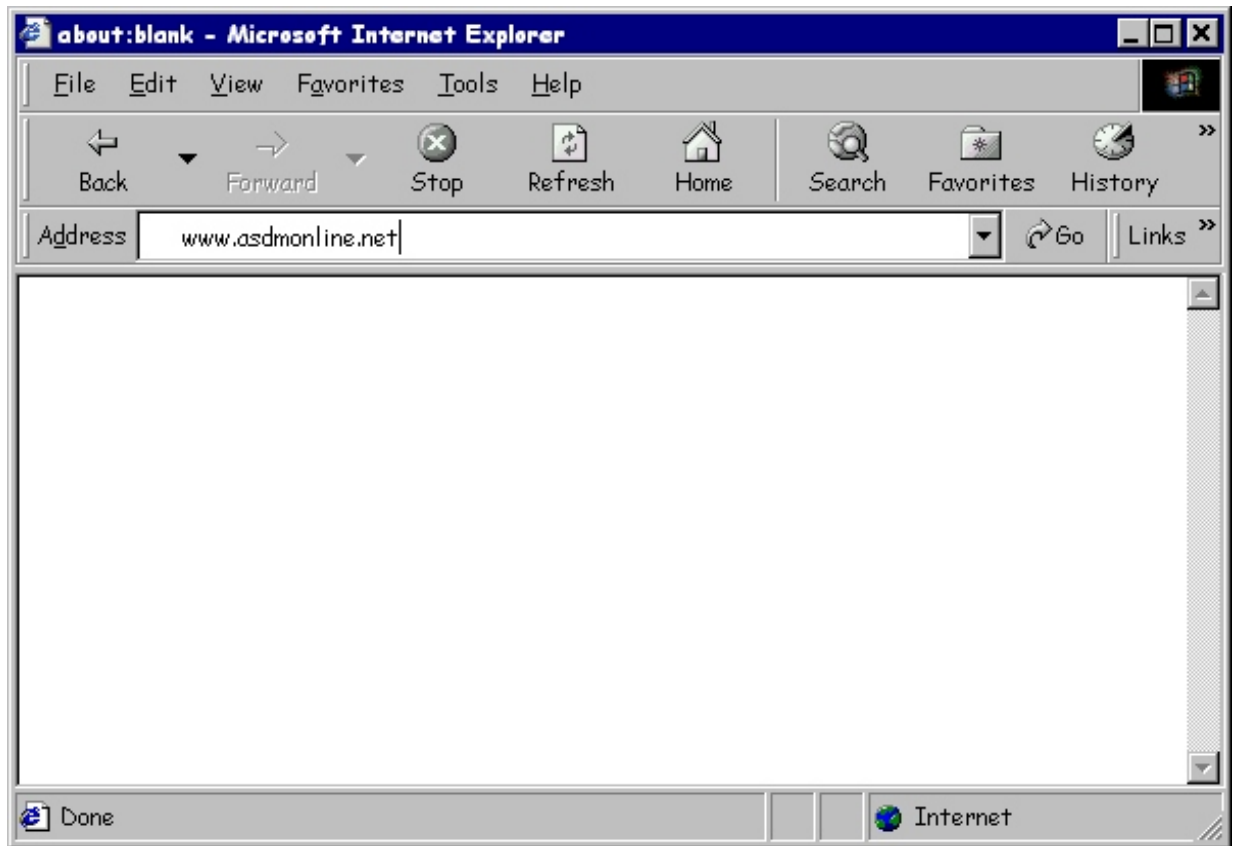 about:blank - Microsoft Internet Explorer
File Edit View Favorites Tools Help
Back Forward Stop Refresh Home Search Favorites History »
Address www.asdmonline.net Go Links »
Done Internet